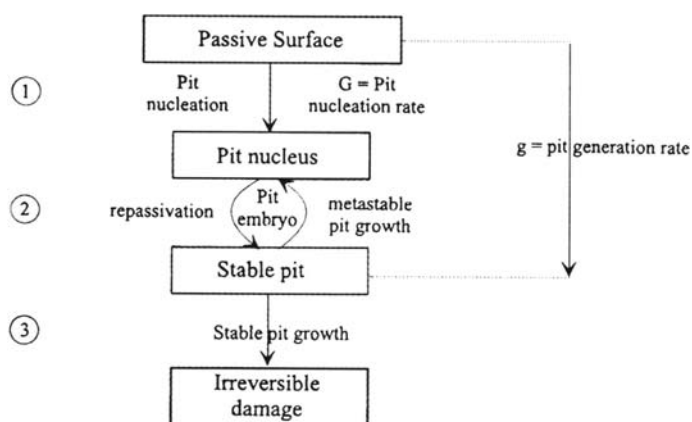 Passive Surface
①
Pit
nucleation
G = Pit
nucleation rate
g = pit generation rate
Pit nucleus
②
repassivation
Pit
embryo
metastable
pit growth
Stable pit
③
Stable pit growth
Irreversible
damage